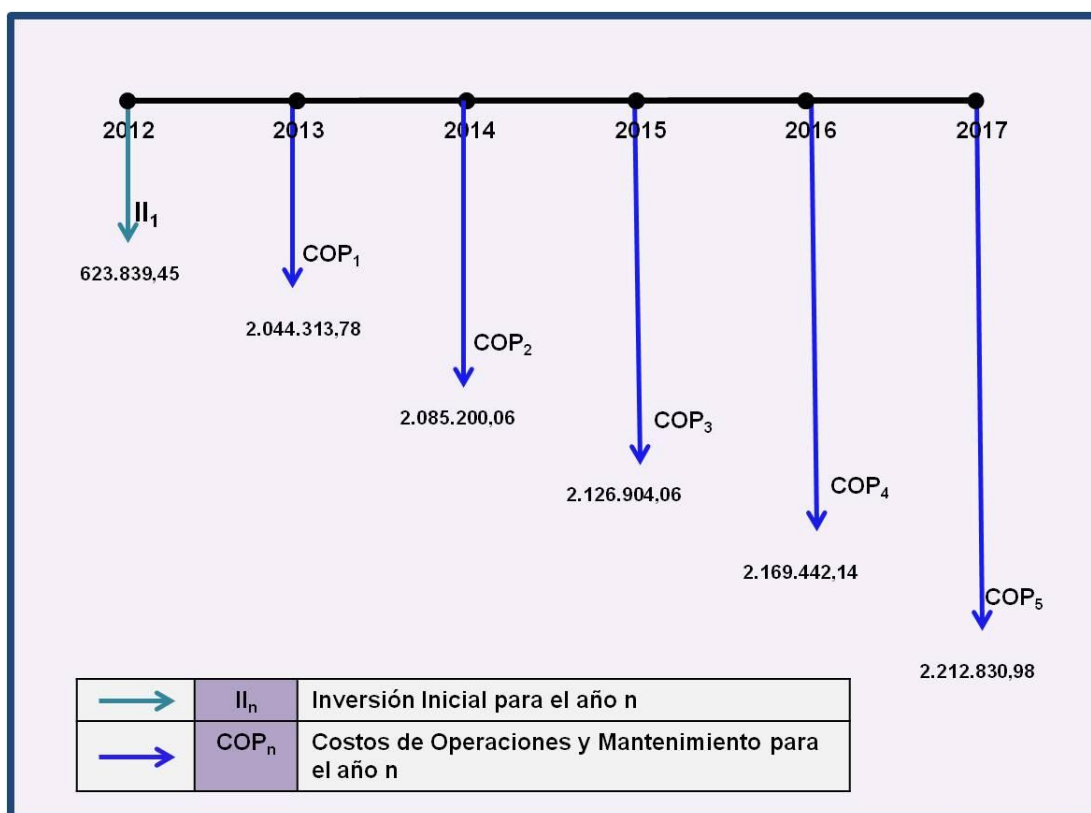 2012 2013 2014 2015 2016 2017
II₁
623.839,45
COP₁
2.044.313,78
COP₂
2.085.200,06
COP₃
2.126.904,06
COP₄
2.169.442,14
COP₅
2.212.830,98
IIₙ Inversión Inicial para el año n
COPₙ Costos de Operaciones y Mantenimiento para
el año n